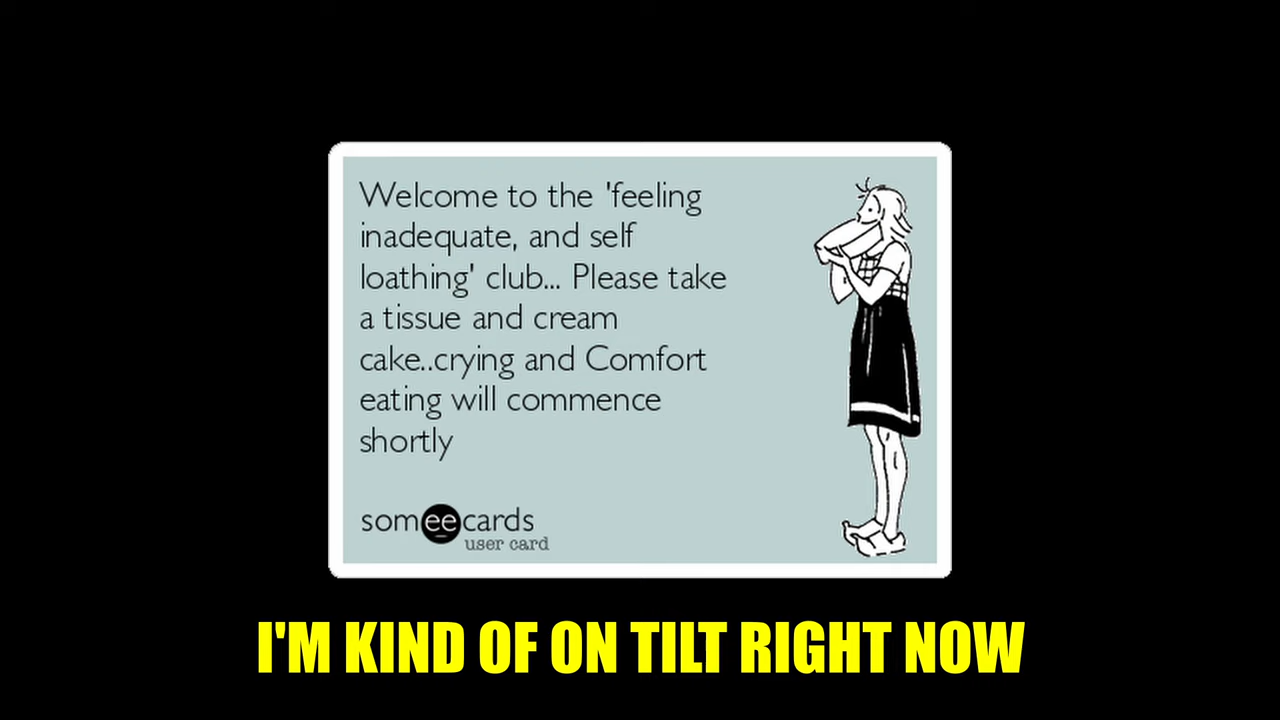 Welcome to the 'feeling
inadequate, and self
loathing' club... Please take
a tissue and cream
cake..crying and Comfort
eating will commence
shortly
someecards
user card
I'M KIND OF ON TILT RIGHT NOW